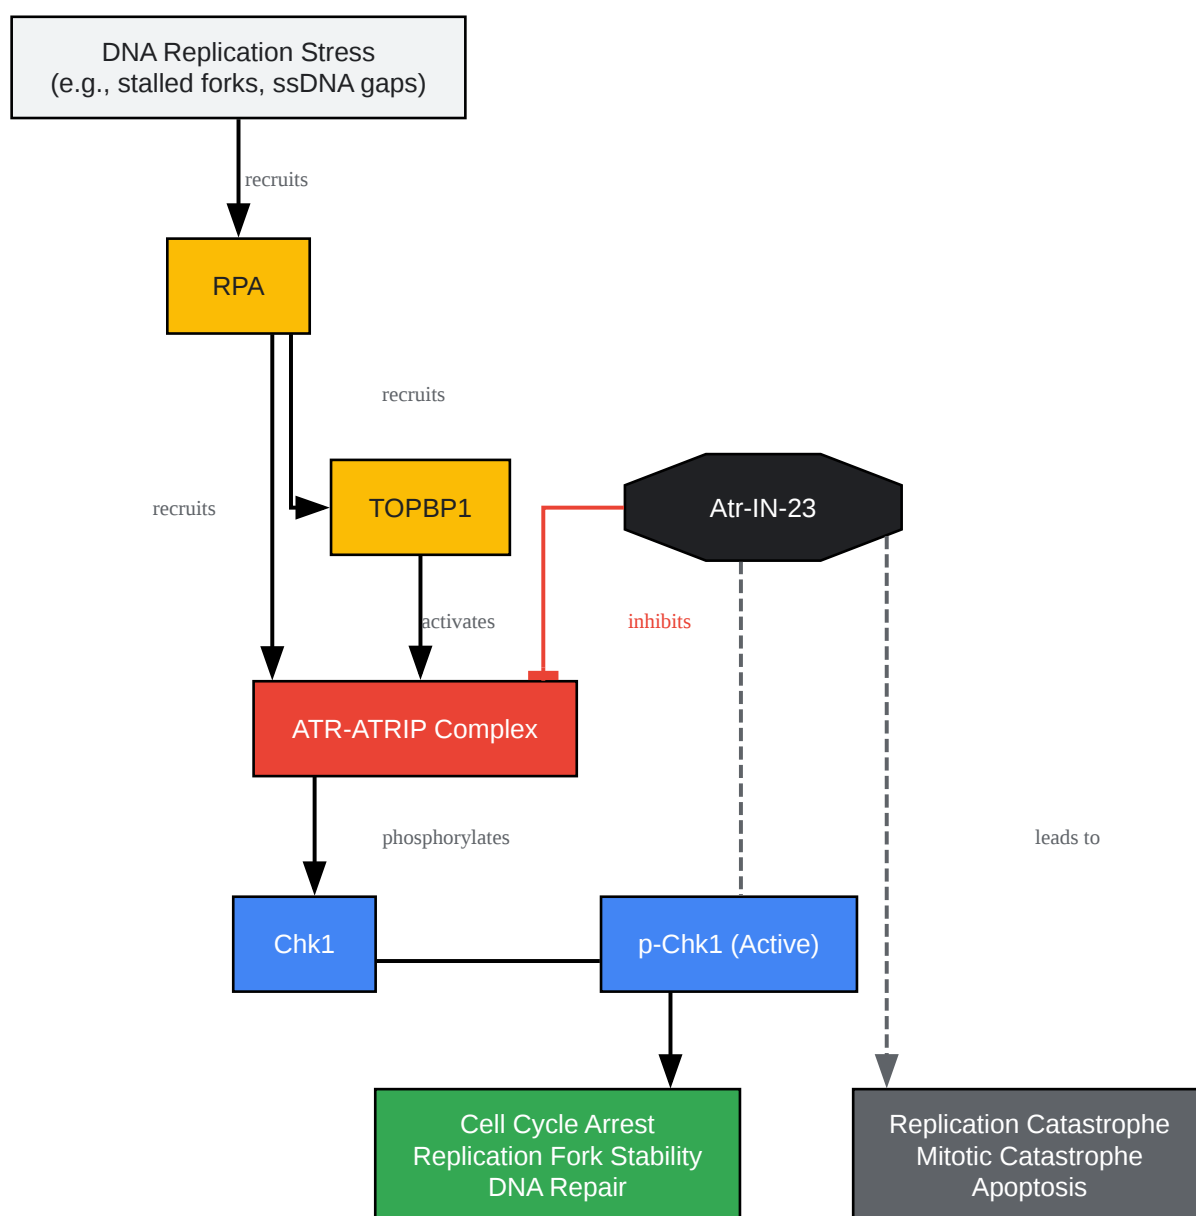 DNA Replication Stress
(e.g., stalled forks, ssDNA gaps)
recruits
RPA
recruits
recruits
TOPBP1
Atr-IN-23
activates
inhibits
ATR-ATRIP Complex
phosphorylates
leads to
Chk1
p-Chk1 (Active)
Cell Cycle Arrest
Replication Fork Stability
DNA Repair
Replication Catastrophe
Mitotic Catastrophe
Apoptosis